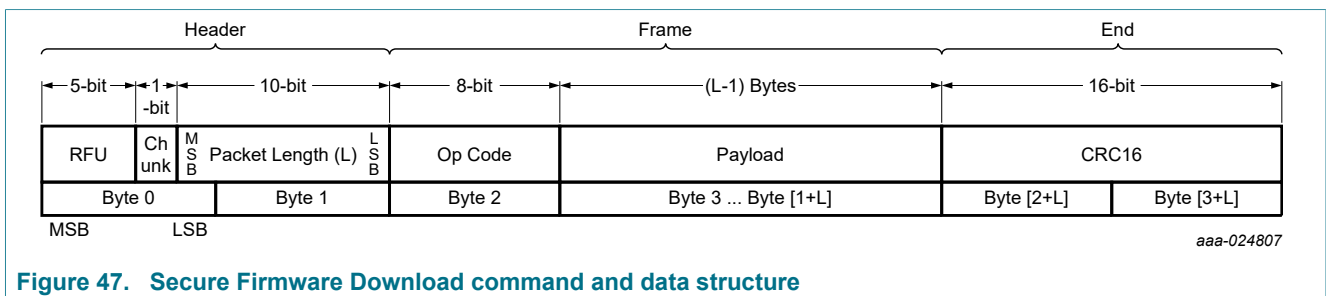 Header Frame End
5-bit 1 -bit 10-bit 8-bit (L-1) Bytes 16-bit
RFU Ch unk MSB Packet Length (L) LSB Op Code Payload CRC16
Byte 0 Byte 1 Byte 2 Byte 3 ... Byte [1+L] Byte [2+L] Byte [3+L]
MSB LSB
aaa-024807
Figure 47. Secure Firmware Download command and data structure